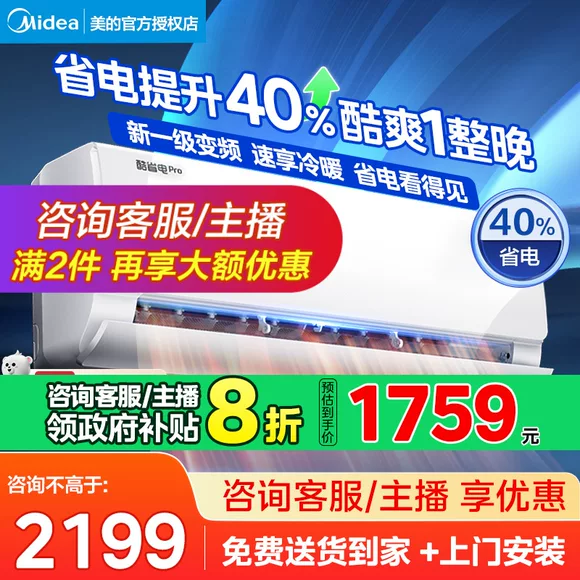 Midea 美的官方授权店
省电提升40%酷爽1整晚
新一级变频 速享冷暖 省电看得见
酷省电Pro
咨询客服/主播
满2件 再享大额优惠
40%
省电
咨询客服/主播
领政府补贴
8折
预估到手价
1759元
咨询不高于:
2199
咨询客服/主播 享优惠
免费送货到家 +上门安装